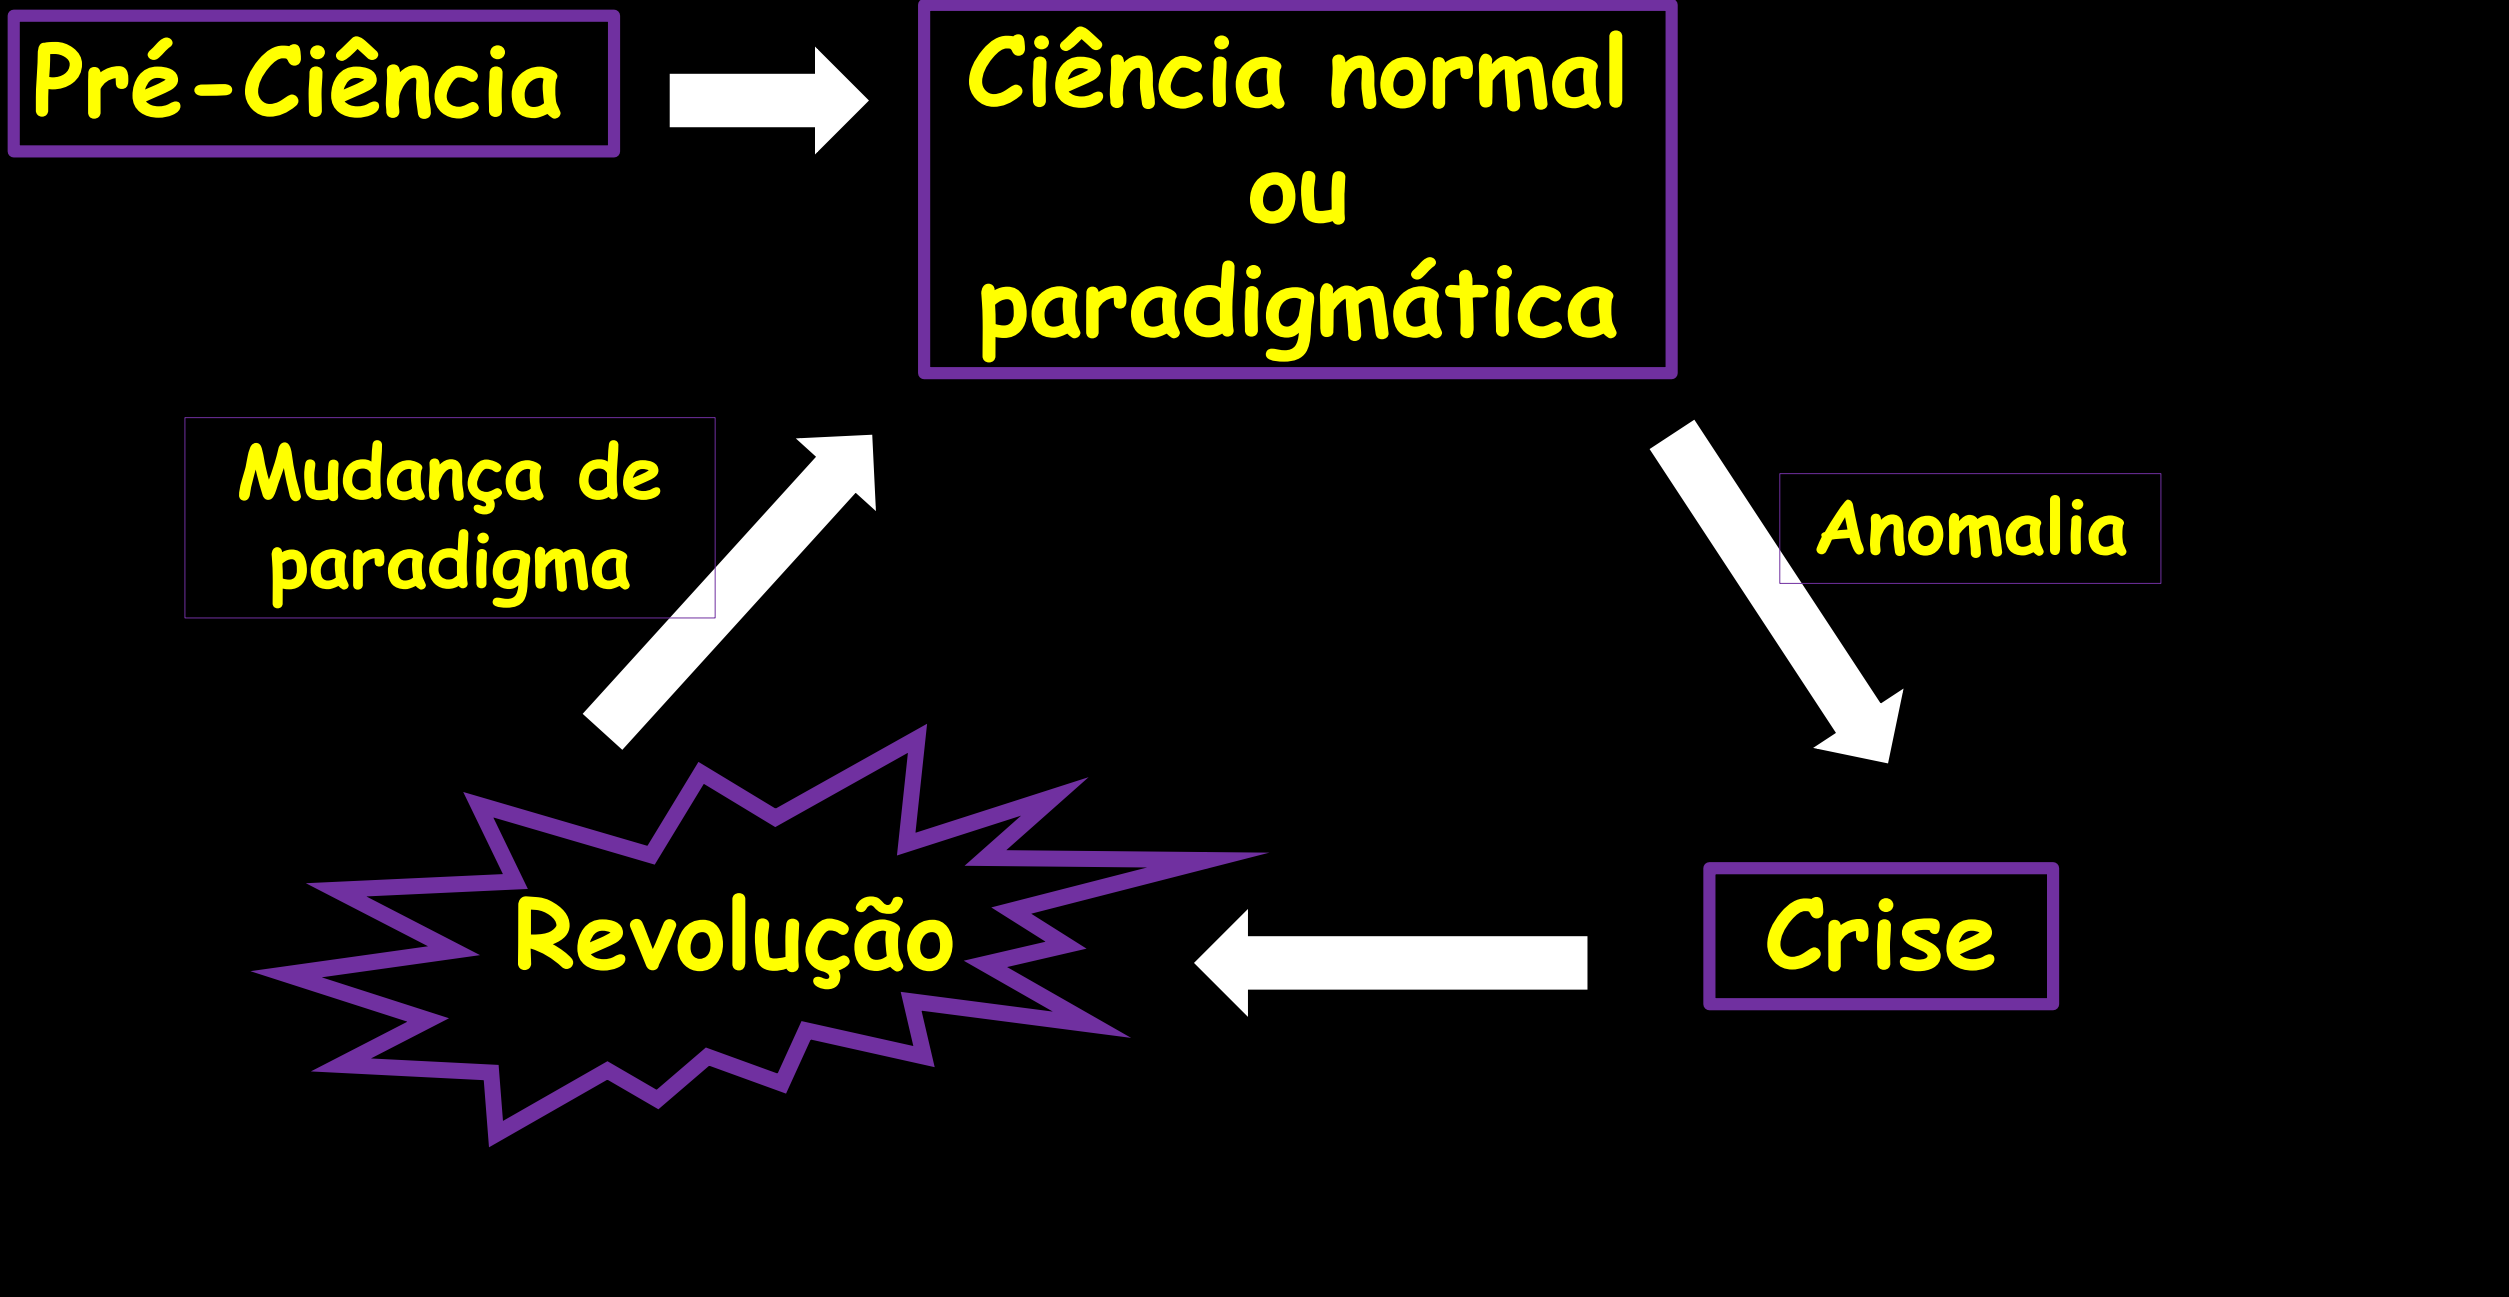 Pré-Ciência
Ciência normal
ou
paradigmática
Mudança de
paradigma
Anomalia
Revolução
Crise